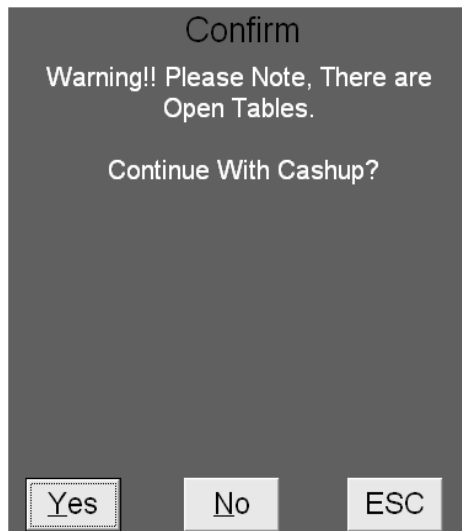 Confirm
Warning!! Please Note, There are
Open Tables.
Continue With Cashup?
Yes
No
ESC